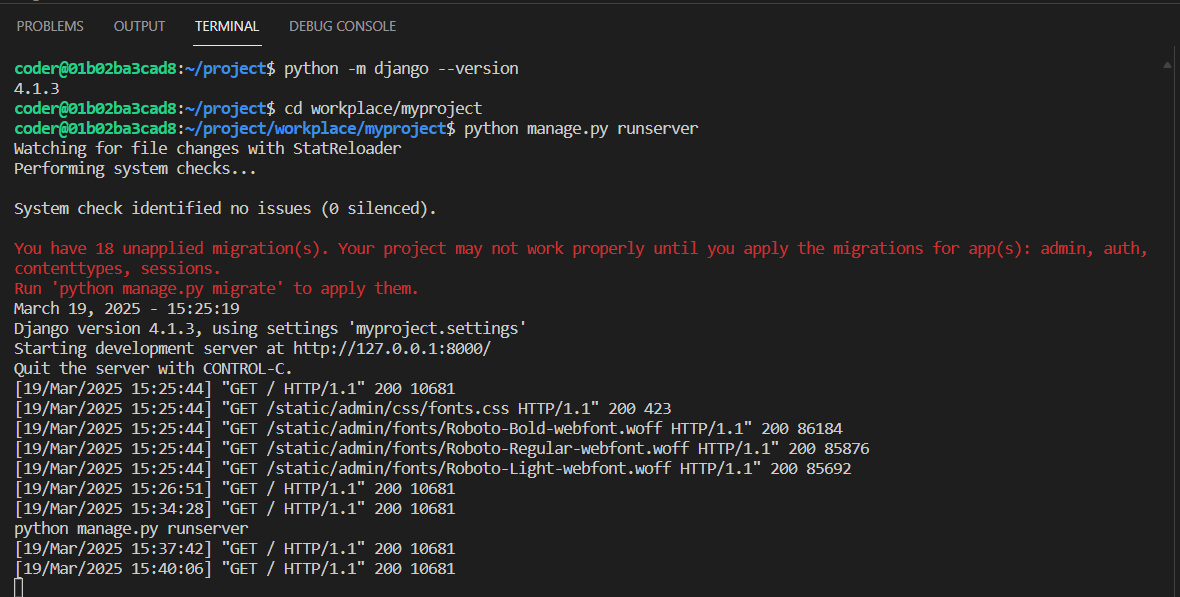 PROBLEMS OUTPUT TERMINAL DEBUG CONSOLE
coder@01b02ba3cad8:~/project$ python -m django --version
4.1.3
coder@01b02ba3cad8:~/project$ cd workplace/myproject
coder@01b02ba3cad8:~/project/workplace/myproject$ python manage.py runserver
Watching for file changes with StatReloader
Performing system checks...
System check identified no issues (0 silenced).
You have 18 unapplied migration(s). Your project may not work properly until you apply the migrations for app(s): admin, auth,
contenttypes, sessions.
Run 'python manage.py migrate' to apply them.
March 19, 2025 - 15:25:19
Django version 4.1.3, using settings 'myproject.settings'
Starting development server at http://127.0.0.1:8000/
Quit the server with CONTROL-C.
[19/Mar/2025 15:25:44] "GET / HTTP/1.1" 200 10681
[19/Mar/2025 15:25:44] "GET /static/admin/css/fonts.css HTTP/1.1" 200 423
[19/Mar/2025 15:25:44] "GET /static/admin/fonts/Roboto-Bold-webfont.woff HTTP/1.1" 200 86184
[19/Mar/2025 15:25:44] "GET /static/admin/fonts/Roboto-Regular-webfont.woff HTTP/1.1" 200 85876
[19/Mar/2025 15:25:44] "GET /static/admin/fonts/Roboto-Light-webfont.woff HTTP/1.1" 200 85692
[19/Mar/2025 15:26:51] "GET / HTTP/1.1" 200 10681
[19/Mar/2025 15:34:28] "GET / HTTP/1.1" 200 10681
python manage.py runserver
[19/Mar/2025 15:37:42] "GET / HTTP/1.1" 200 10681
[19/Mar/2025 15:40:06] "GET / HTTP/1.1" 200 10681